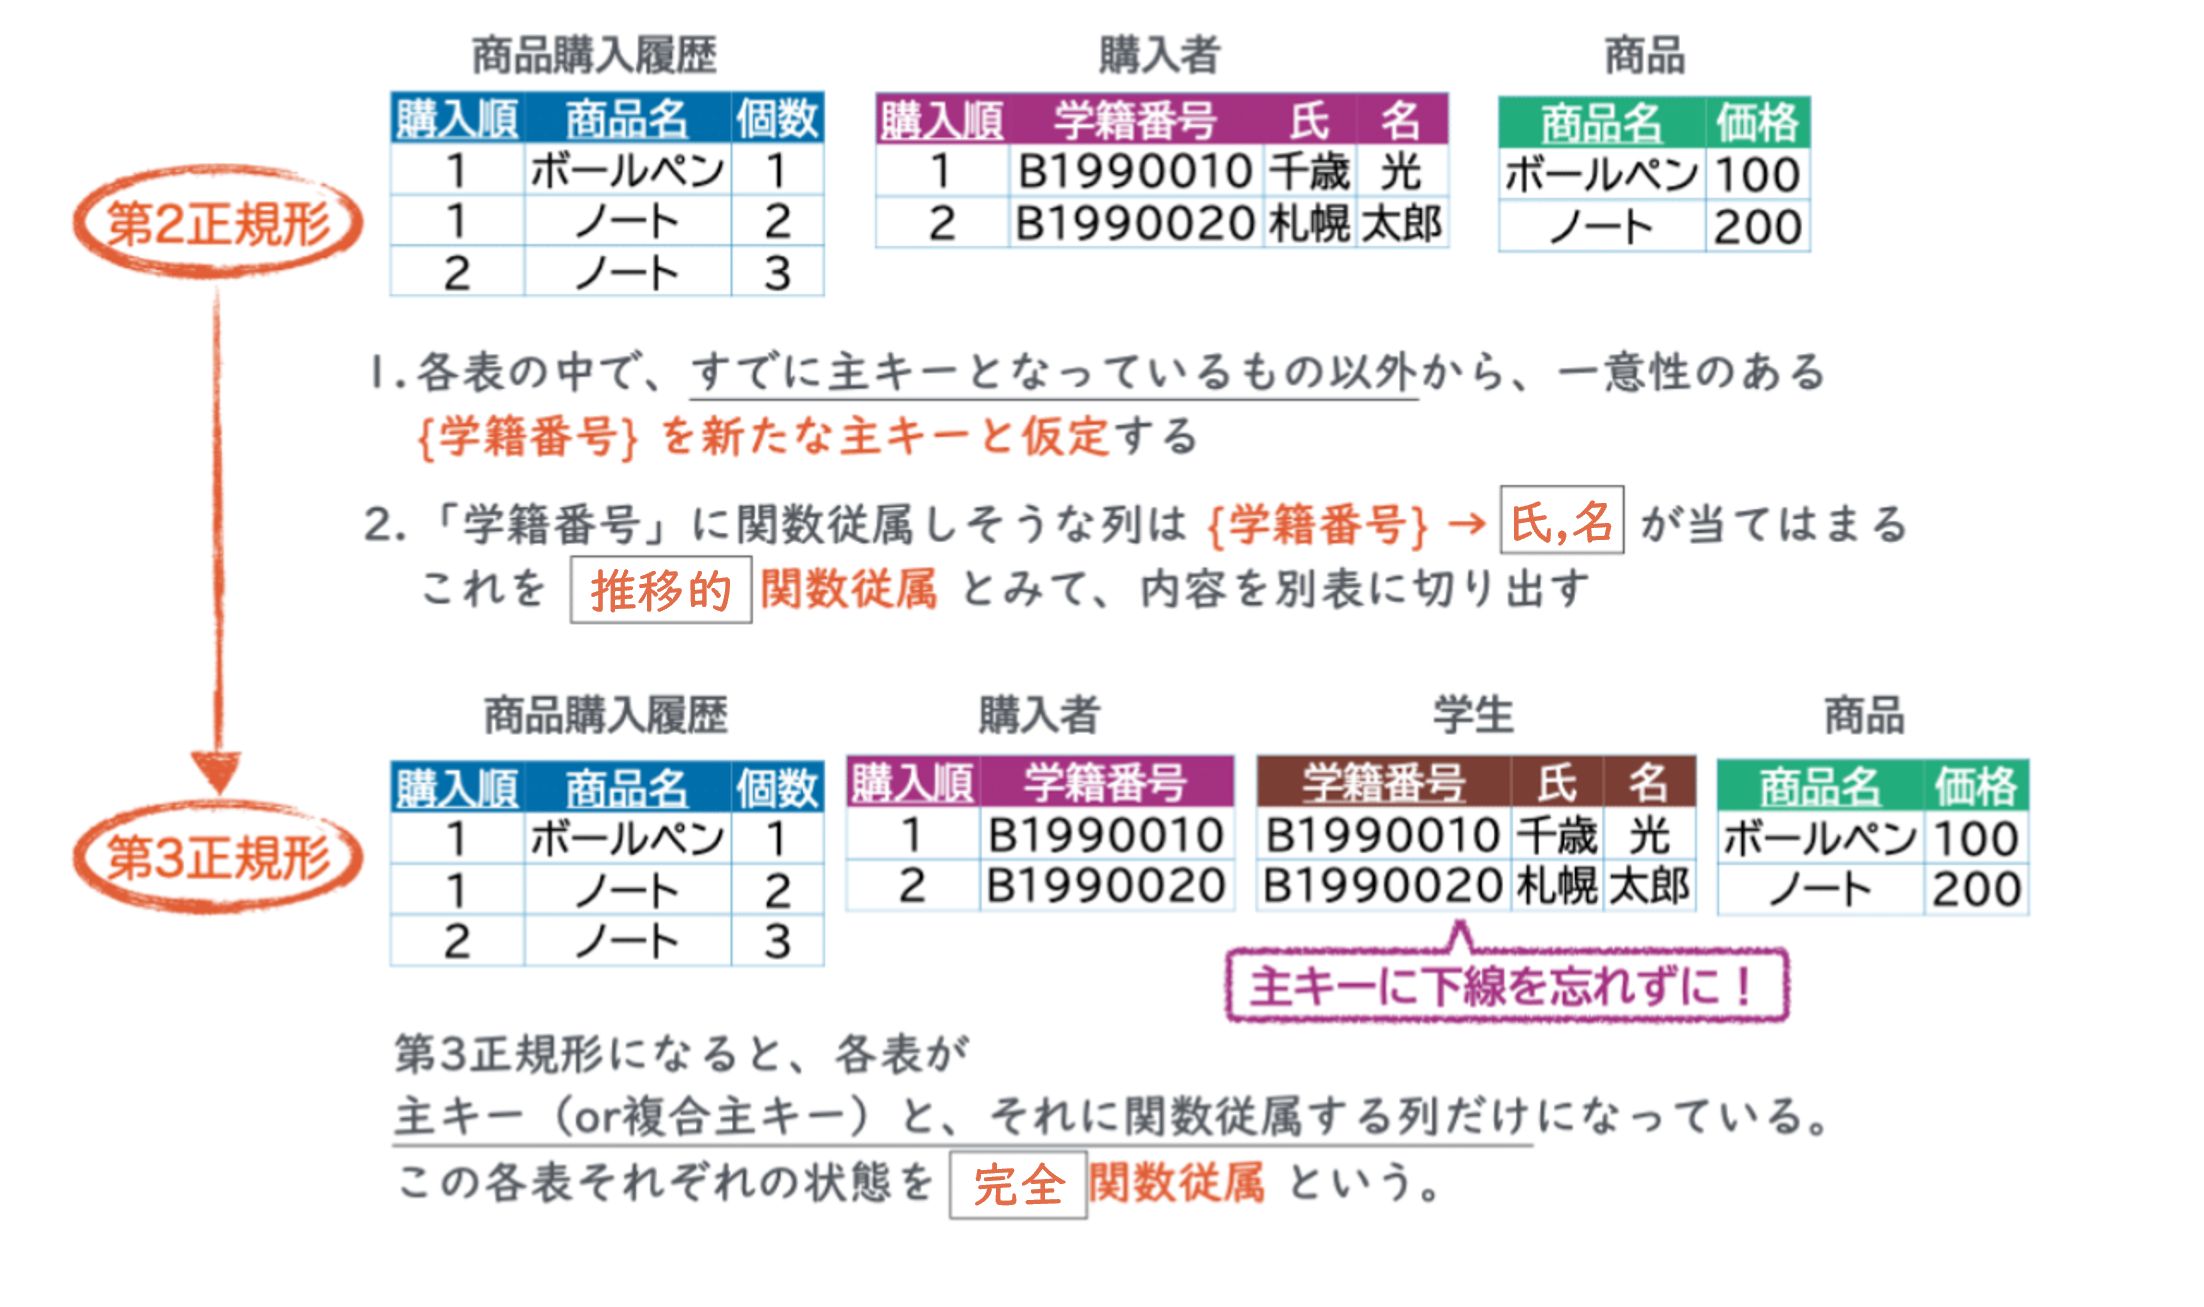 商品購入履歴 購入者 商品
購入順 商品名 個数 購入順 学籍番号 氏 名 商品名 価格
1 ボールペン 1 1 B1990010 千歳 光 ボールペン 100
1 ノート 2 2 B1990020 札幌 太郎 ノート 200
2 ノート 3
第2正規形
1. 各表の中で、すでに主キーとなっているもの以外から、一意性のある
{学籍番号} を新たな主キーと仮定する
2. 「学籍番号」に関数従属しそうな列は {学籍番号} → 氏,名 が当てはまる
これを 推移的 関数従属 とみて、内容を別表に切り出す
商品購入履歴 購入者 学生 商品
購入順 商品名 個数 購入順 学籍番号 学籍番号 氏 名 商品名 価格
1 ボールペン 1 1 B1990010 B1990010 千歳 光 ボールペン 100
1 ノート 2 2 B1990020 B1990020 札幌 太郎 ノート 200
2 ノート 3
第3正規形
主キーに下線を忘れずに！
第3正規形になると、各表が
主キー（or複合主キー）と、それに関数従属する列だけになっている。
この各表それぞれの状態を 完全 関数従属 という。